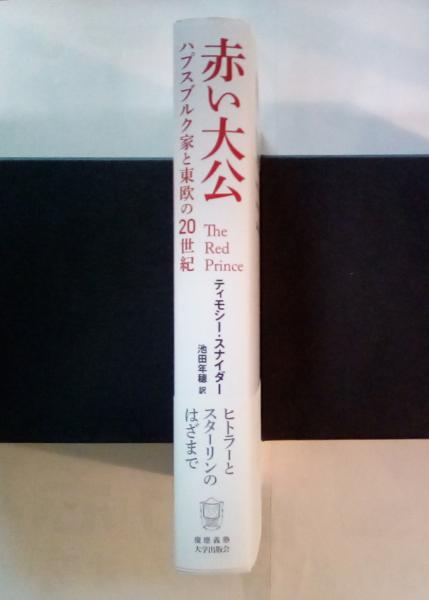 赤い大公
ハプスブルク家と東欧の20世紀
The
Red
Prince
ティモシー・スナイダー
池田年穂 訳
ヒトラーと
スターリンの
はざまで
慶應義塾
大学出版会